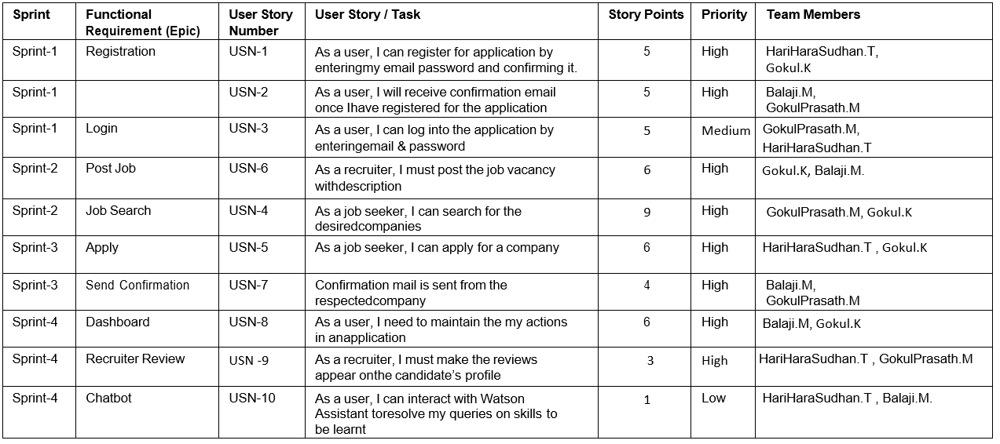 Sprint Functional Requirement (Epic) User Story Number User Story / Task Story Points Priority Team Members
Sprint-1 Registration USN-1 As a user, I can register for application by
enteringmy email password and confirming it. 5 High HariHaraSudhan.T,
Gokul.K
Sprint-1 USN-2 As a user, I will receive confirmation email
once Ihave registered for the application 5 High Balaji.M,
GokulPrasath.M
Sprint-1 Login USN-3 As a user, I can log into the application by
enteringemail & password 5 Medium GokulPrasath.M,
HariHaraSudhan.T
Sprint-2 Post Job USN-6 As a recruiter, I must post the job vacancy
withdescription 6 High Gokul.K, Balaji.M.
Sprint-2 Job Search USN-4 As a job seeker, I can search for the
desiredcompanies 9 High GokulPrasath.M, Gokul.K
Sprint-3 Apply USN-5 As a job seeker, I can apply for a company 6 High HariHaraSudhan.T , Gokul.K
Sprint-3 Send Confirmation USN-7 Confirmation mail is sent from the
respectedcompany 4 High Balaji.M,
GokulPrasath.M
Sprint-4 Dashboard USN-8 As a user, I need to maintain the my actions
in anapplication 6 High Balaji.M, Gokul.K
Sprint-4 Recruiter Review USN -9 As a recruiter, I must make the reviews
appear onthe candidate’s profile 3 High HariHaraSudhan.T , GokulPrasath.M
Sprint-4 Chatbot USN-10 As a user, I can interact with Watson
Assistant toresolve my queries on skills to
be learnt 1 Low HariHaraSudhan.T , Balaji.M.